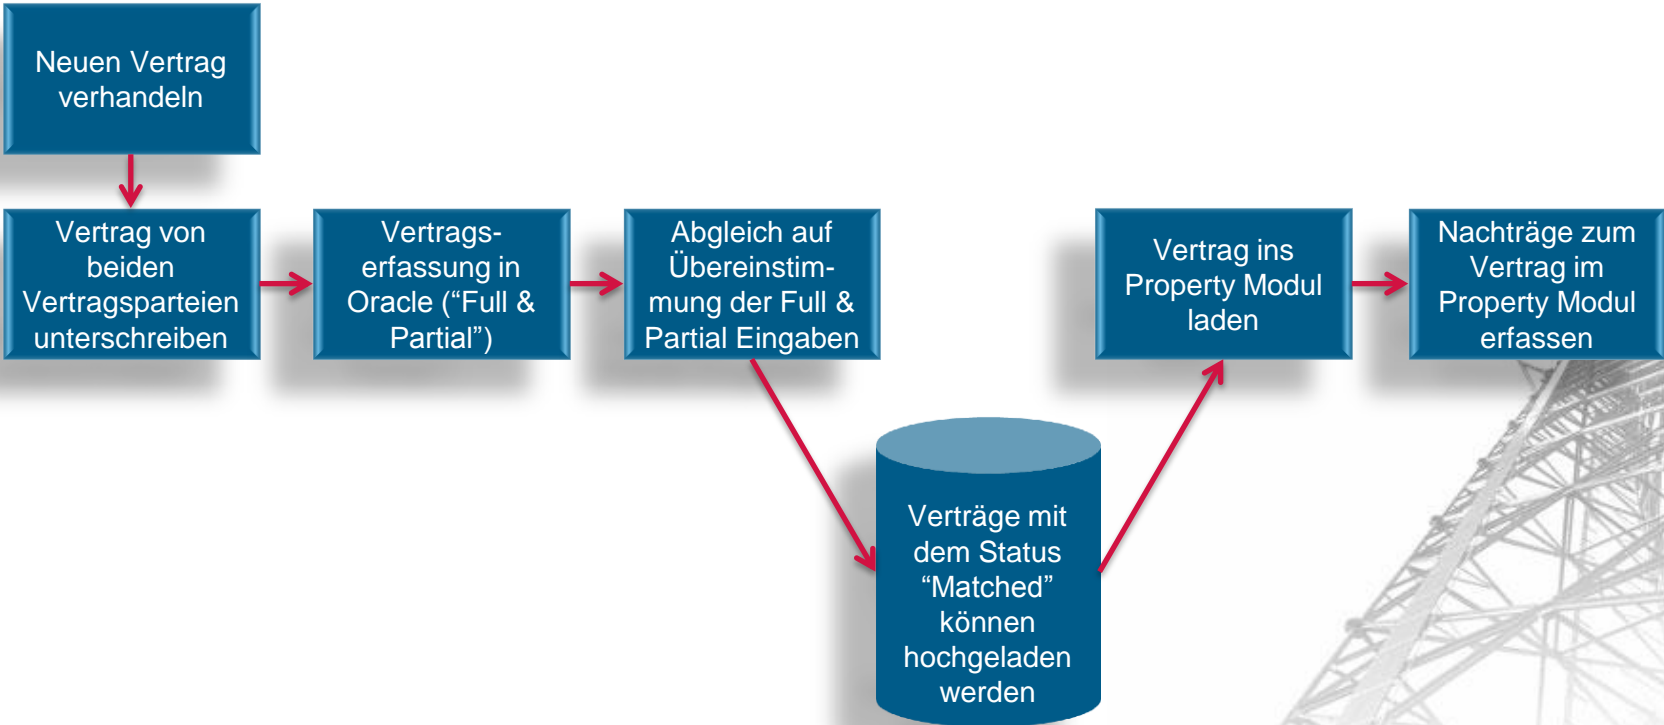 Neuen Vertrag
verhandeln
Vertrag von
beiden
Vertragsparteien
unterschreiben
Vertrags-
erfassung in
Oracle (“Full &
Partial”)
Abgleich auf
Übereinstim-
mung der Full &
Partial Eingaben
Verträge mit
dem Status
“Matched”
können
hochgeladen
werden
Vertrag ins
Property Modul
laden
Nachträge zum
Vertrag im
Property Modul
erfassen